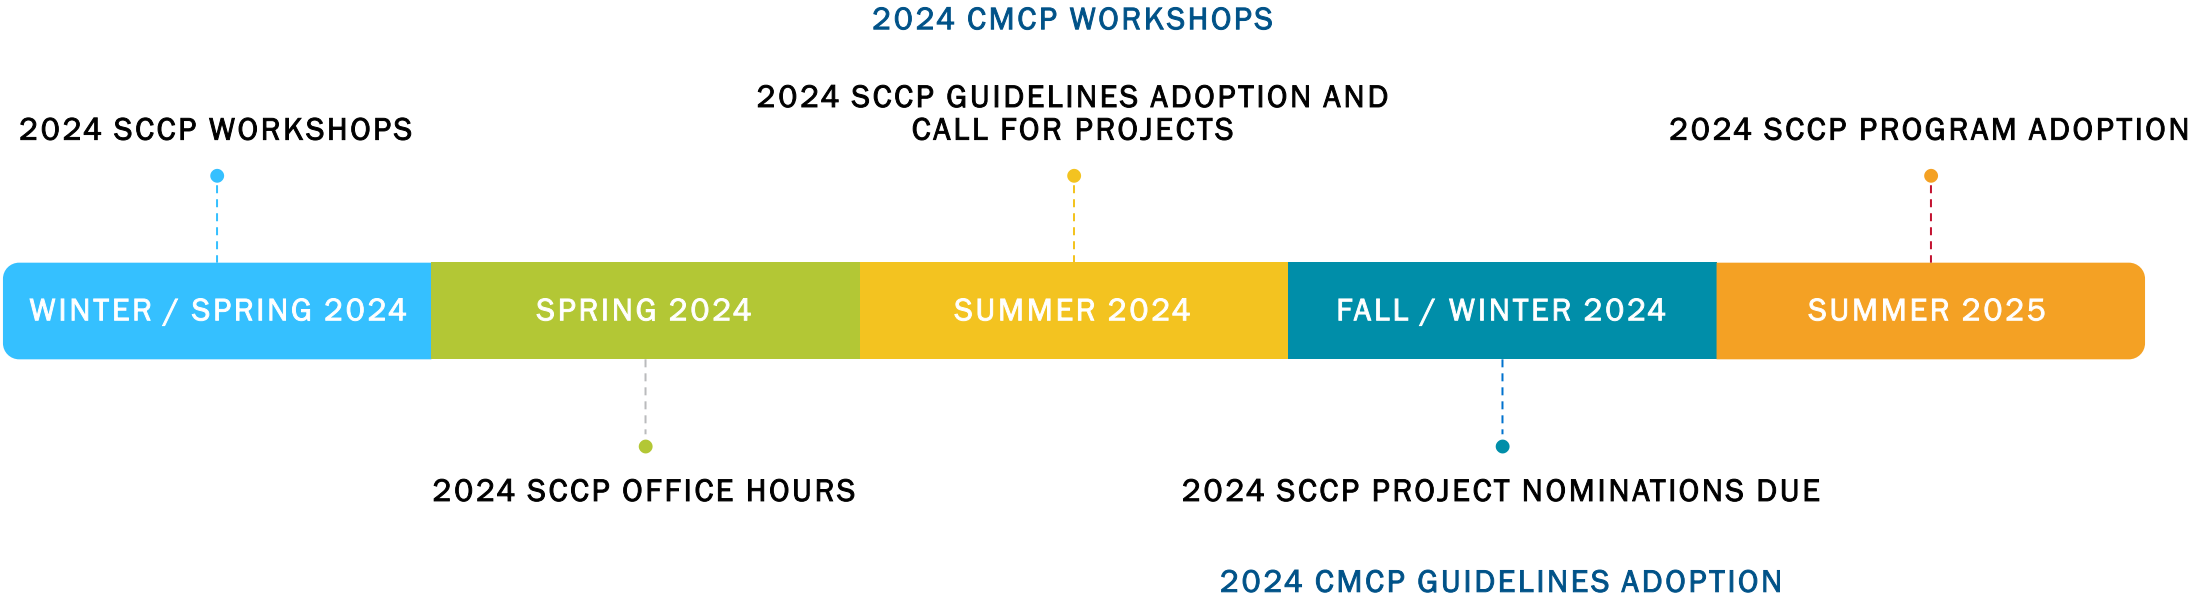 2024 CMCP WORKSHOPS
2024 SCCP GUIDELINES ADOPTION AND
CALL FOR PROJECTS
2024 SCCP WORKSHOPS
2024 SCCP PROGRAM ADOPTION
WINTER / SPRING 2024
SPRING 2024
SUMMER 2024
FALL / WINTER 2024
SUMMER 2025
2024 SCCP OFFICE HOURS
2024 SCCP PROJECT NOMINATIONS DUE
2024 CMCP GUIDELINES ADOPTION